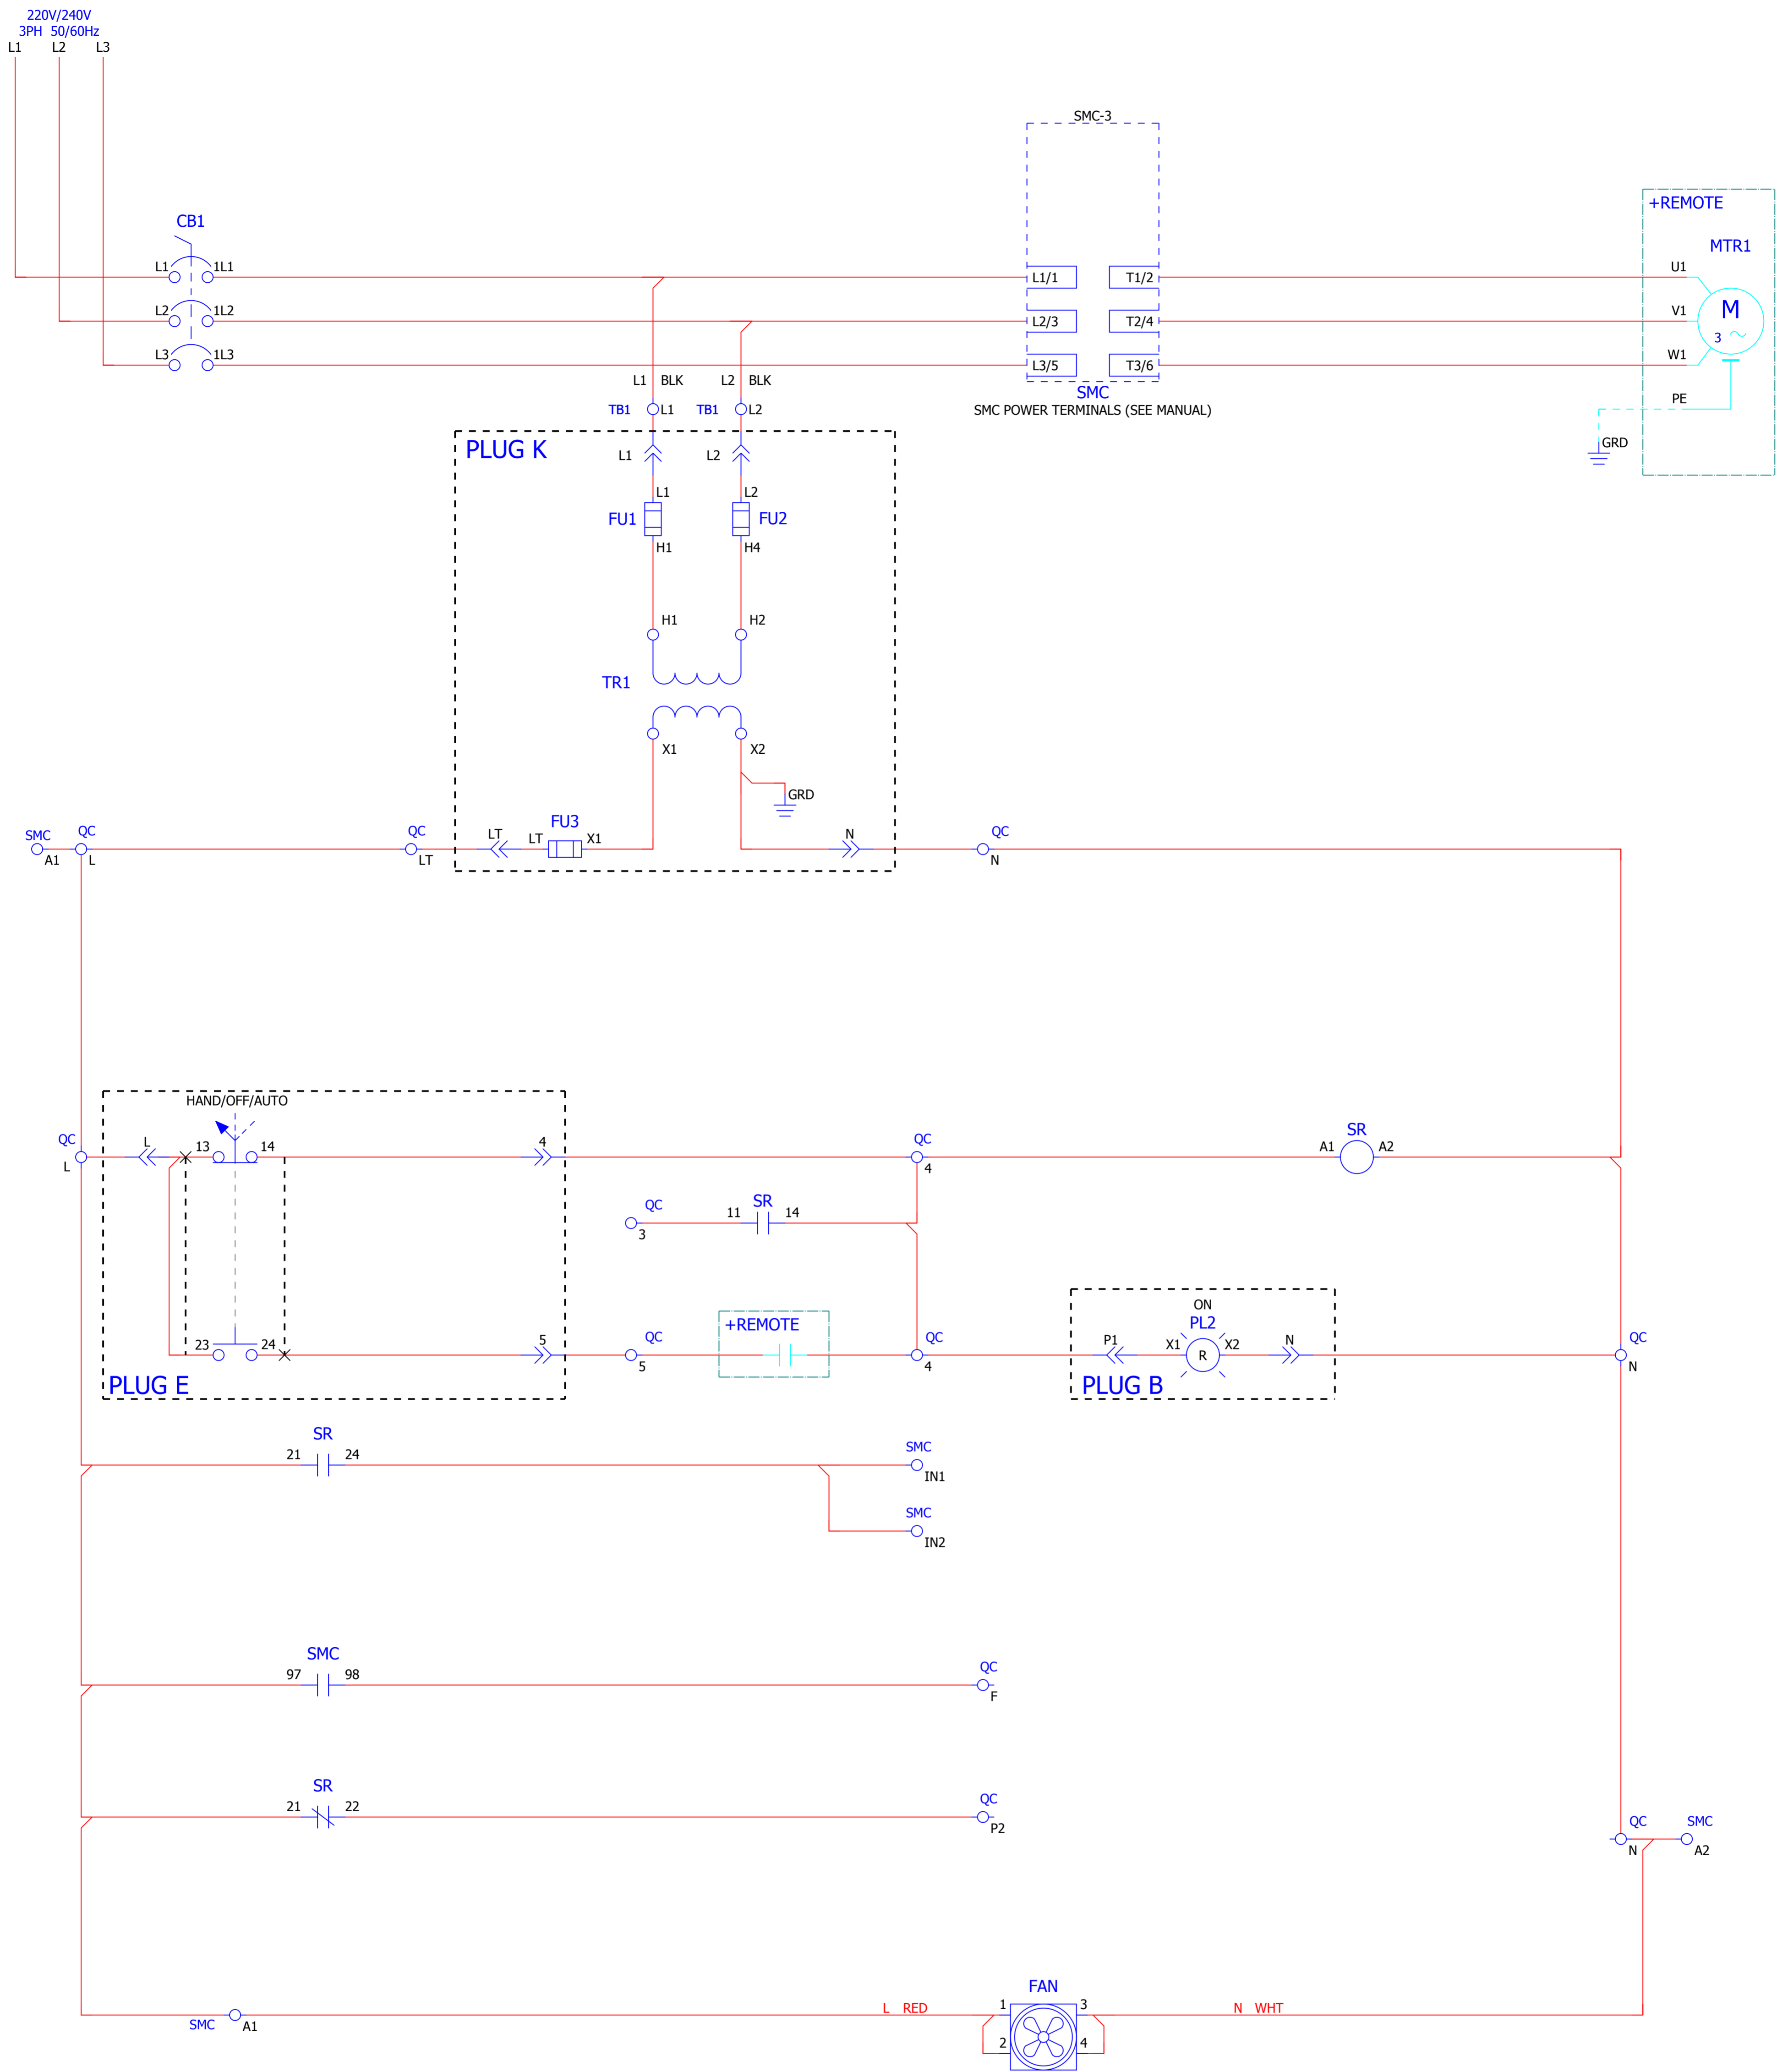 220V/240V
3PH 50/60Hz
L1 L2 L3
SMC-3
+REMOTE
CB1
MTR1
L1 1L1
L1/1 T1/2
U1
L2 1L2
L2/3 T2/4
V1
M
3
L3 1L3
L3/5 T3/6
W1
L1 BLK L2 BLK
SMC
PE
TB1 L1 TB1 L2
SMC POWER TERMINALS (SEE MANUAL)
GRD
PLUG K
L1 L2
L1 L2
FU1 FU2
H1 H4
H1 H2
TR1
X1 X2
GRD
FU3
SMC QC QC LT LT X1 N QC
A1 L LT N
HAND/OFF/AUTO
QC L 13 14 4 QC SR
A1 A2
L 4
QC 11 SR 14
3
ON
+REMOTE PL2
23 24 5 QC QC P1 X1 X2 N QC
R
5 4 N
PLUG E PLUG B
SR
21 24 SMC
IN1
SMC
IN2
SMC
97 98 QC
F
SR
21 22 QC
P2
QC SMC
N A2
FAN
L RED 1 3 N WHT
SMC A1
2 4